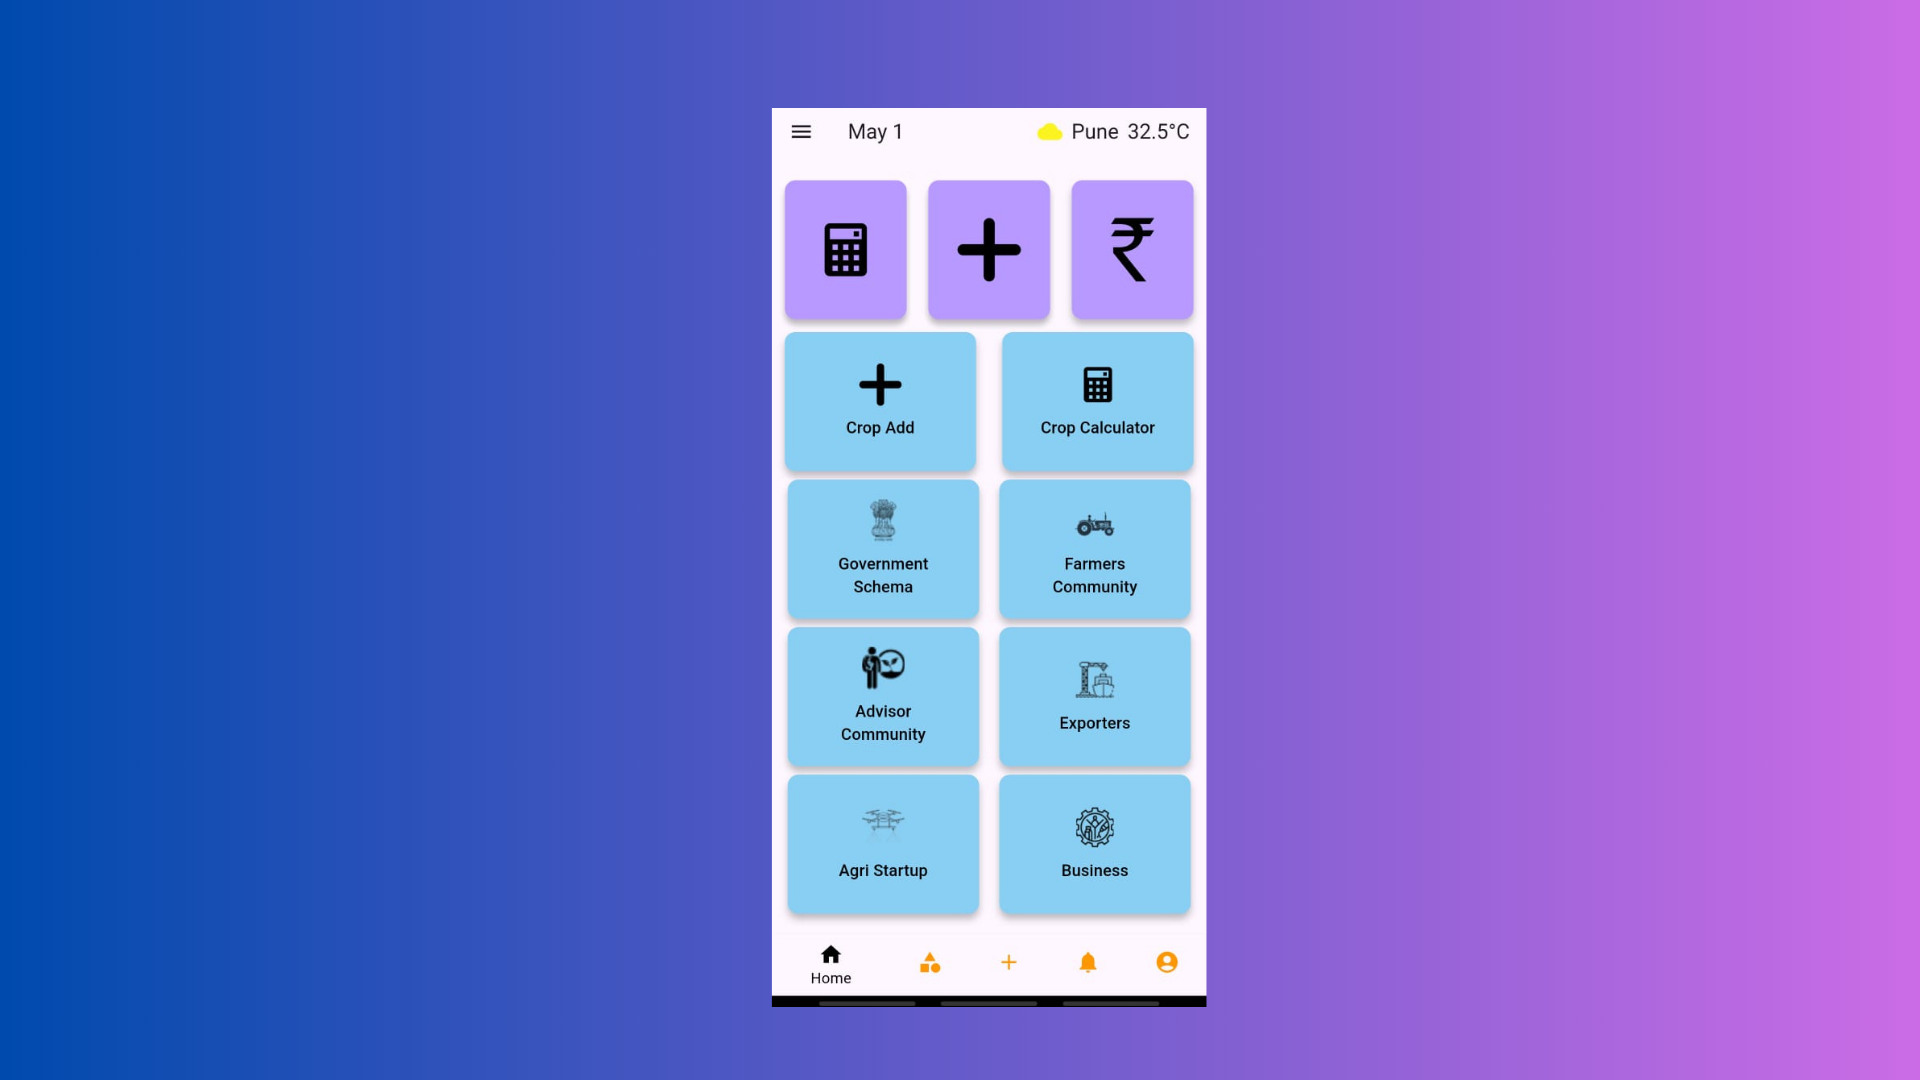 May 1
Pune 32.5°C
₹
Crop Add
Crop Calculator
Government
Schema
Farmers
Community
Advisor
Community
Exporters
Agri Startup
Business
Home